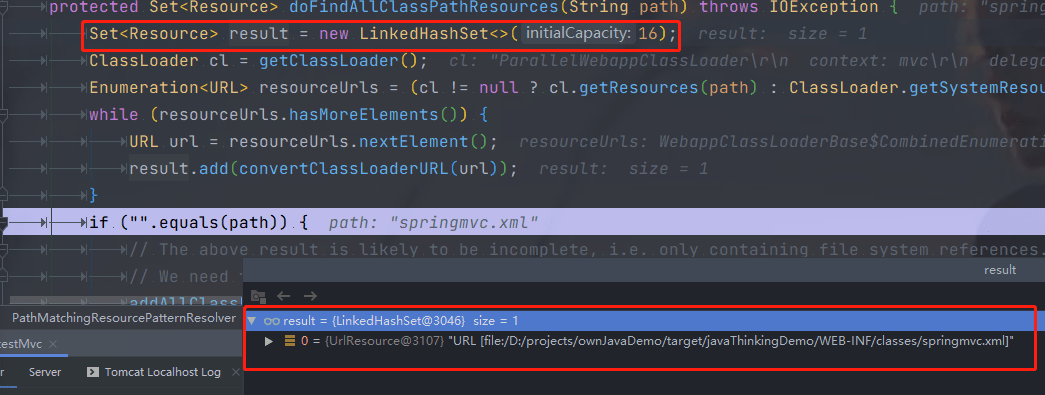 protected Set<Resource> doFindAllClassPathResources(String path) throws IOException {  path: "spring
Set<Resource> result = new LinkedHashSet<>( initialCapacity: 16);  result:  size = 1
ClassLoader cl = getClassLoader();  cl: "ParallelWebappClassLoader\r\n  context: mvc\r\n  delega
Enumeration<URL> resourceUrls = (cl != null ? cl.getResources(path) : ClassLoader.getSystemResou
while (resourceUrls.hasMoreElements()) {
URL url = resourceUrls.nextElement();  resourceUrls: WebappClassLoaderBase$CombinedEnumerati
result.add(convertClassLoaderURL(url));  result:  size = 1
}
if ("".equals(path)) {  path: "springmvc.xml"
// The above result is likely to be incomplete, i.e. only containing file system references.
// We need
addAllClass
result
PathMatchingResourcePatternResolver
result = {LinkedHashSet@3046}  size = 1
0 = {UrlResource@3107} "URL [file:/D:/projects/ownJavaDemo/target/javaThinkingDemo/WEB-INF/classes/springmvc.xml]"
estMvc
r Server Tomcat Localhost Log